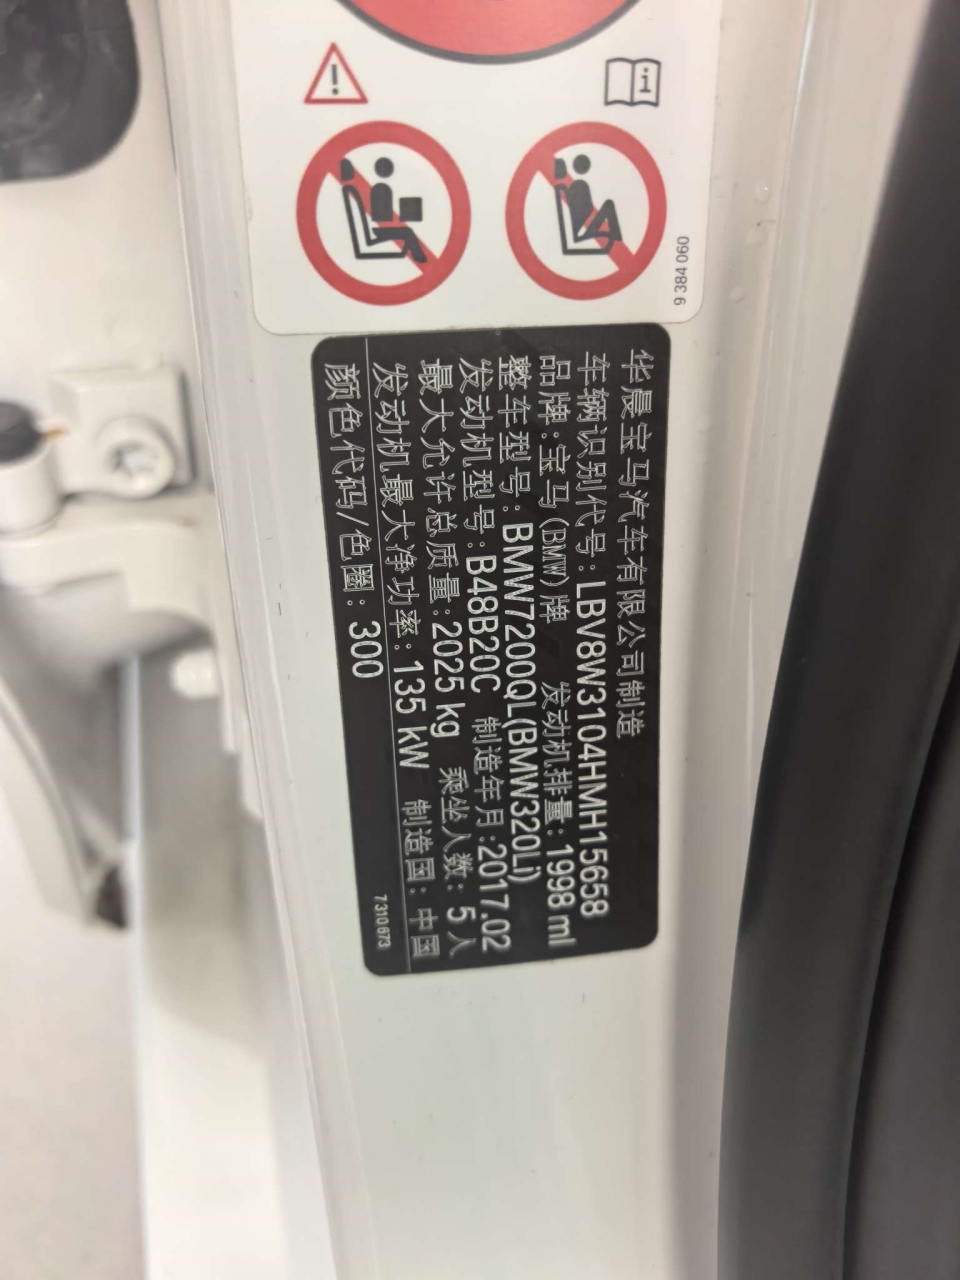 9 384 060
华晨宝马汽车有限公司制造
车辆识别代号：LBV8W3104HMH15658
品牌：宝马(BMW)牌 发动机排量：1998 ml
整车型号：BMW7200QL(BMW320Li)
发动机型号：B48B20C 制造年月：2017.02
最大允许总质量：2025 kg 乘坐人数：5 人
发动机最大净功率：135 kW 制造国：中国
颜色代码/色圈：300
7310673